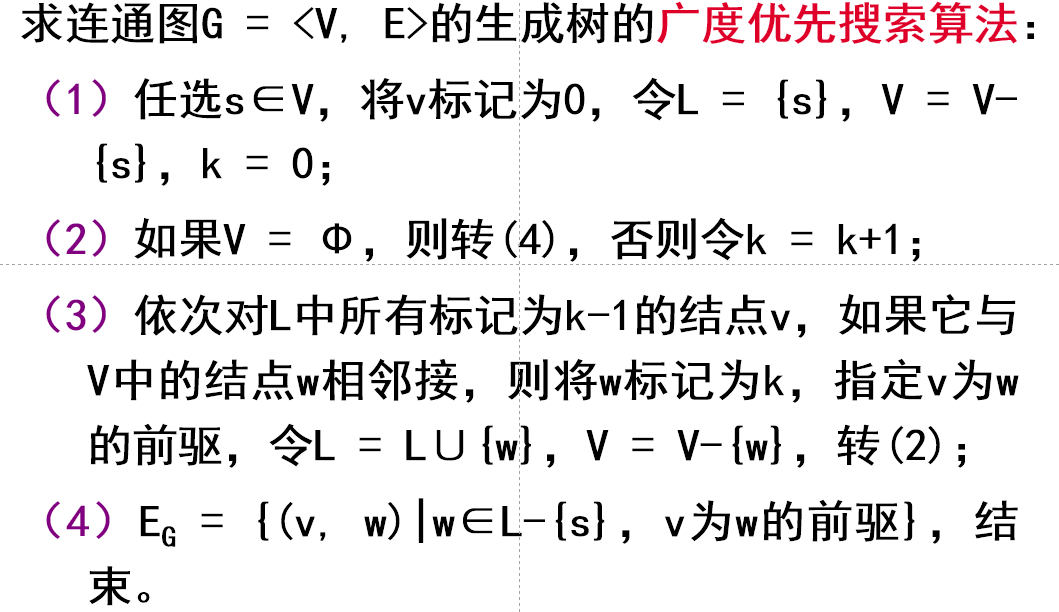 求连通图G = <V, E>的生成树的广度优先搜索算法：
（1）任选s∈V，将v标记为0，令L = {s}，V = V-
{s}，k = 0；
（2）如果V = Φ，则转(4)，否则令k = k+1；
（3）依次对L中所有标记为k-1的结点v，如果它与
V中的结点w相邻接，则将w标记为k，指定v为w
的前驱，令L = L∪{w}，V = V-{w}，转(2)；
（4）E_G = {(v, w)|w∈L-{s}，v为w的前驱}，结
束。